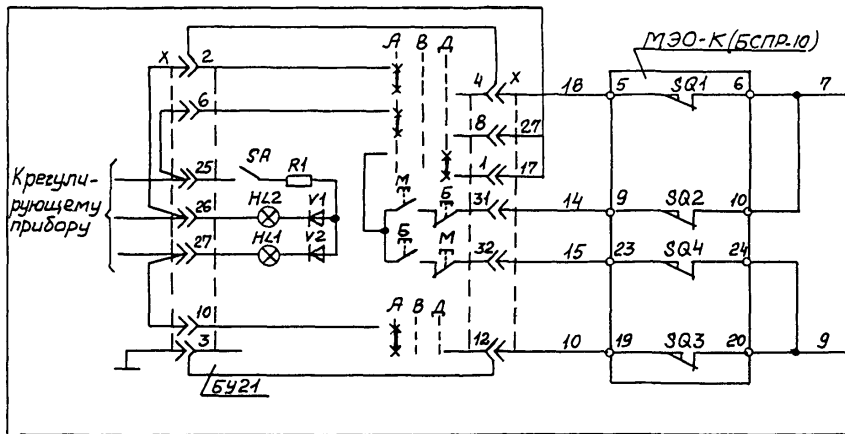 МЭО-К (БСПР-10)
А В Д
X 2
4 X 18 5 SQ1 6 7
6
8 27
25 SA R1
1 17
К регули-
рующему
прибору
М
26 HL2 V1
Б 31 14 9 SQ2 10
27 HL1 V2
Б М 32 15 23 SQ4 24
10
А В Д
3
12 10 19 SQ3 20 9
БУ21